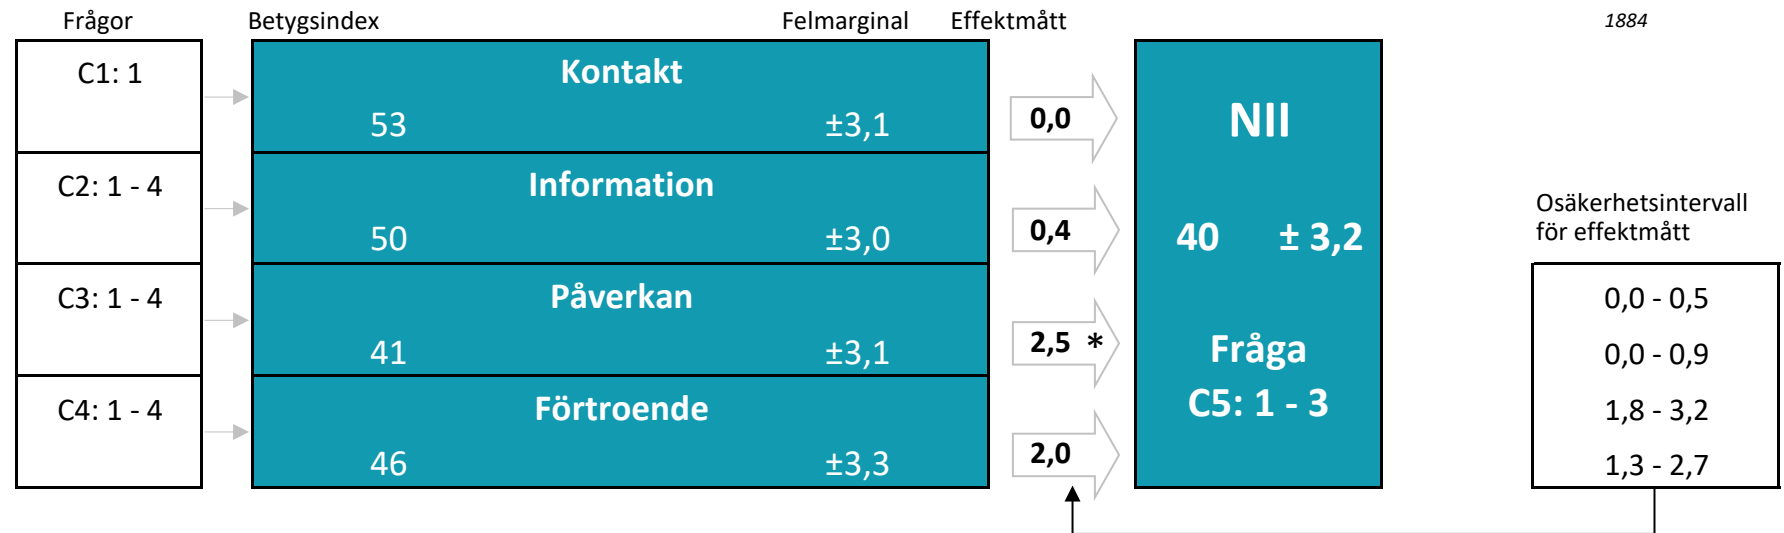 Frågor Betygsindex Felmarginal Effektmått 1884
C1: 1
Kontakt
53 ±3,1
0,0
C2: 1 - 4
Information
50 ±3,0
0,4
C3: 1 - 4
Påverkan
41 ±3,1
2,5 *
C4: 1 - 4
Förtroende
46 ±3,3
2,0
NII
40 ± 3,2
Fråga
C5: 1 - 3
Osäkerhetsintervall
för effektmått
0,0 - 0,5
0,0 - 0,9
1,8 - 3,2
1,3 - 2,7